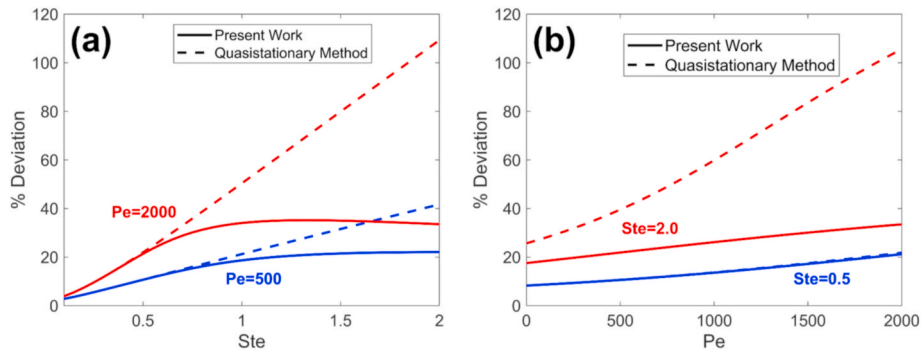 (a)
Present Work
Quasistationary Method
% Deviation
120
100
80
60
40
20
0
Pe=2000
Pe=500
0.5
1
1.5
2
Ste
(b)
Present Work
Quasistationary Method
% Deviation
120
100
80
60
40
20
0
Ste=2.0
Ste=0.5
0
500
1000
1500
2000
Pe